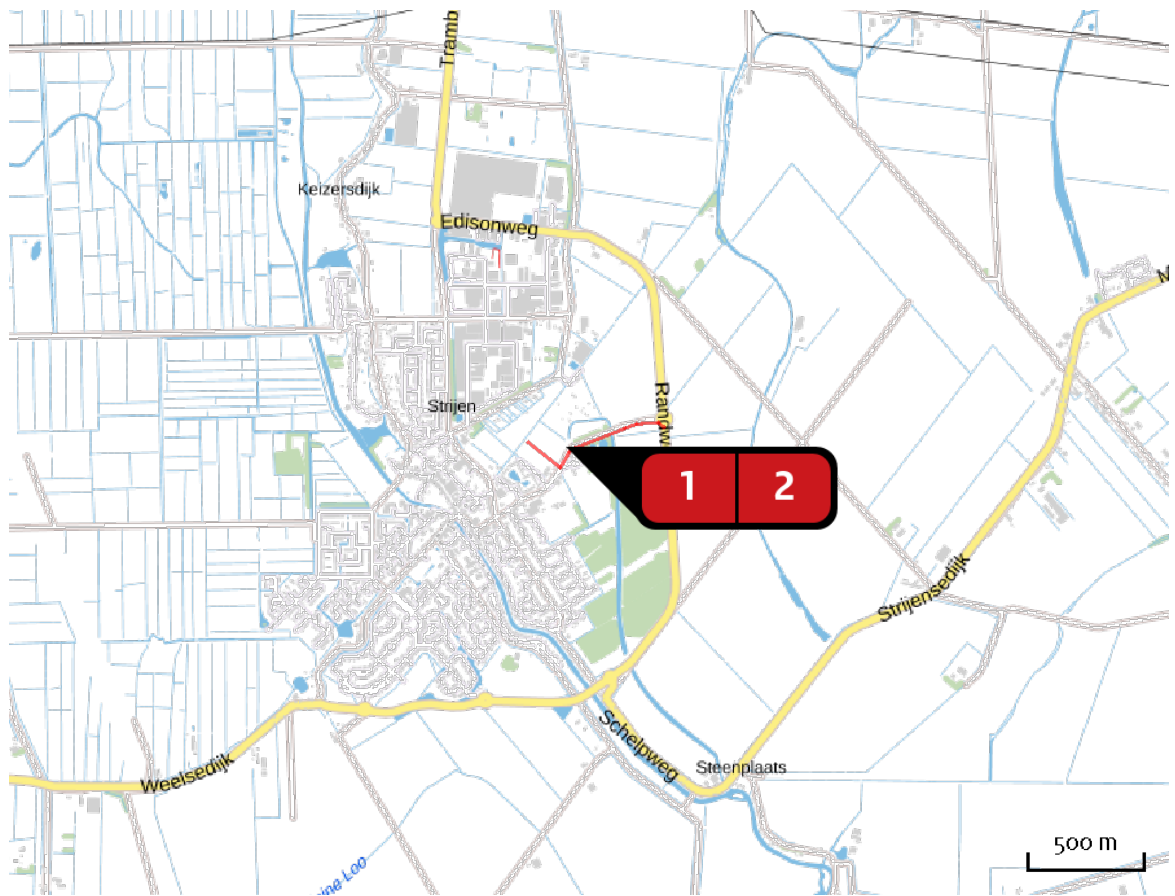 Tramb
Keizersdijk
Edisonweg
Strijen
Randw
1 2
Strijensedijk
Schelpweg
Steenplaats
Weelsedijk
500 m